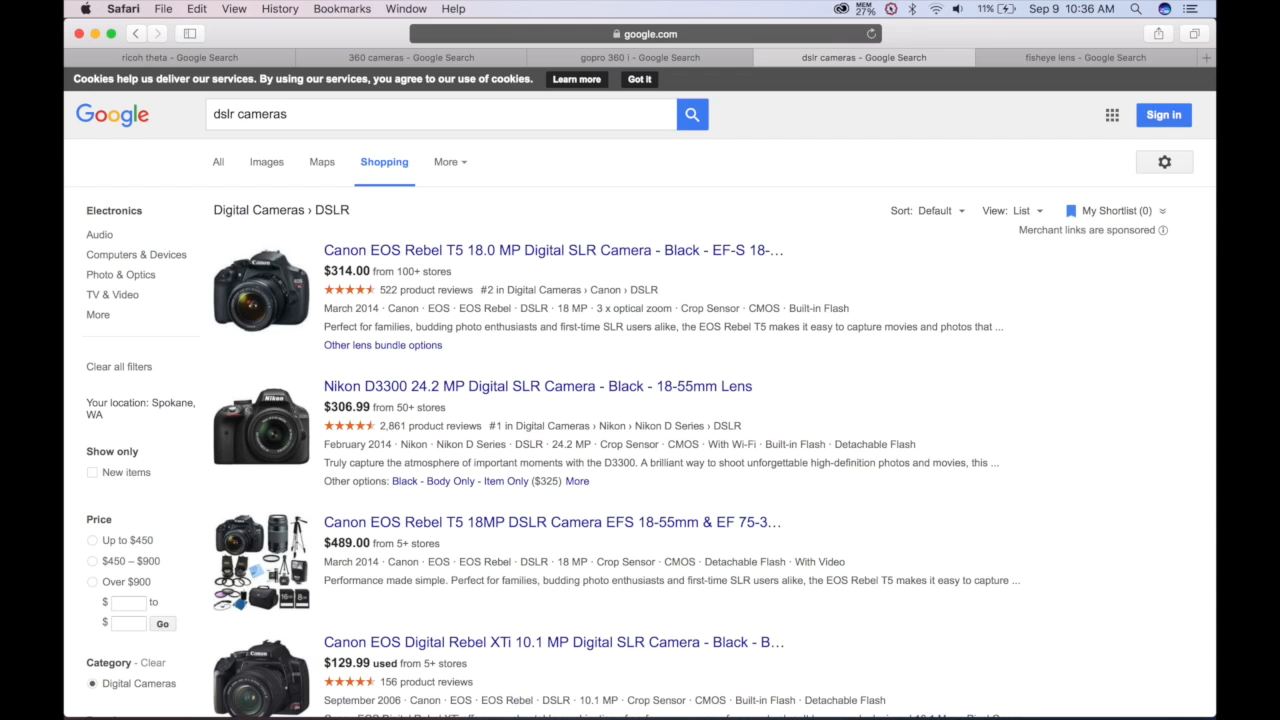 Safari File Edit View History Bookmarks Window Help MEM 27% 11% Sep 9 10:36 AM
google.com
ricoh theta - Google Search 360 cameras - Google Search gopro 360 i - Google Search dslr cameras - Google Search fisheye lens - Google Search
Cookies help us deliver our services. By using our services, you agree to our use of cookies. Learn more Got it
Google dslr cameras Sign in
All Images Maps Shopping More
Electronics
Audio
Computers & Devices
Photo & Optics
TV & Video
More
Clear all filters
Your location: Spokane,
WA
Show only
New items
Price
Up to $450
$450 – $900
Over $900
$ to
$ Go
Category - Clear
Digital Cameras
Digital Cameras › DSLR
Sort: Default View: List My Shortlist (0)
Merchant links are sponsored
Canon EOS Rebel T5 18.0 MP Digital SLR Camera - Black - EF-S 18-…
$314.00 from 100+ stores
522 product reviews #2 in Digital Cameras › Canon › DSLR
March 2014 · Canon · EOS · EOS Rebel · DSLR · 18 MP · 3 x optical zoom · Crop Sensor · CMOS · Built-in Flash
Perfect for families, budding photo enthusiasts and first-time SLR users alike, the EOS Rebel T5 makes it easy to capture movies and photos that ...
Other lens bundle options
Nikon D3300 24.2 MP Digital SLR Camera - Black - 18-55mm Lens
$306.99 from 50+ stores
2,861 product reviews #1 in Digital Cameras › Nikon › Nikon D Series › DSLR
February 2014 · Nikon · Nikon D Series · DSLR · 24.2 MP · Crop Sensor · CMOS · With Wi-Fi · Built-in Flash · Detachable Flash
Truly capture the atmosphere of important moments with the D3300. A brilliant way to shoot unforgettable high-definition photos and movies, this ...
Other options: Black - Body Only - Item Only ($325) More
Canon EOS Rebel T5 18MP DSLR Camera EFS 18-55mm & EF 75-3…
$489.00 from 5+ stores
March 2014 · Canon · EOS · EOS Rebel · DSLR · 18 MP · Crop Sensor · CMOS · Detachable Flash · With Video
Performance made simple. Perfect for families, budding photo enthusiasts and first-time SLR users alike, the EOS Rebel T5 makes it easy to capture ...
Canon EOS Digital Rebel XTi 10.1 MP Digital SLR Camera - Black - B…
$129.99 used from 5+ stores
156 product reviews
September 2006 · Canon · EOS · EOS Rebel · DSLR · 10.1 MP · Crop Sensor · CMOS · Built-in Flash · Detachable Flash